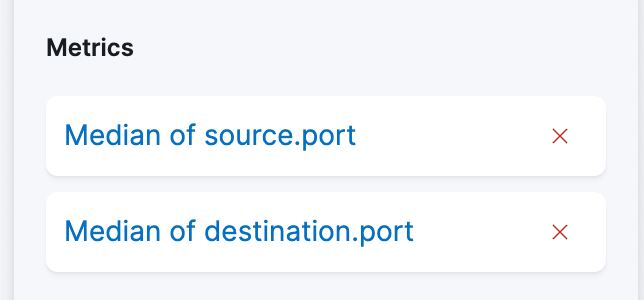 Metrics
Median of source.port
Median of destination.port